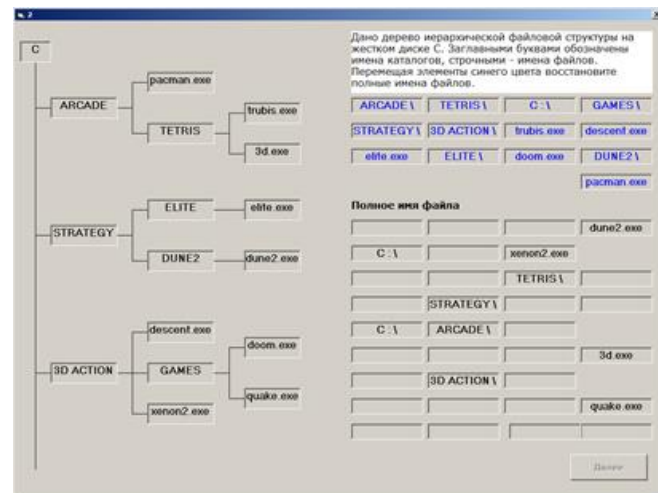 2
Дано дерево иерархической файловой структуры на
жестком диске C. Заглавными буквами обозначены
имена каталогов, строчными - имена файлов.
Перемещая элементы синего цвета восстановите
полные имена файлов.
C
pacman.exe
ARCADE
trubis.exe
TETRIS
3d.exe
ELITE
elite.exe
STRATEGY
DUNE2
dune2.exe
descent.exe
doom.exe
3D ACTION
GAMES
quake.exe
xenon2.exe
ARCADE \ TETRIS \ C :\ GAMES \
STRATEGY \ 3D ACTION \ trubis.exe descent.exe
elite.exe ELITE \ doom.exe DUNE2 \
pacman.exe
Полное имя файла
dune2.exe
C :\ xenon2.exe
TETRIS \
STRATEGY \
C :\ ARCADE \
3d.exe
3D ACTION \
quake.exe
Далее